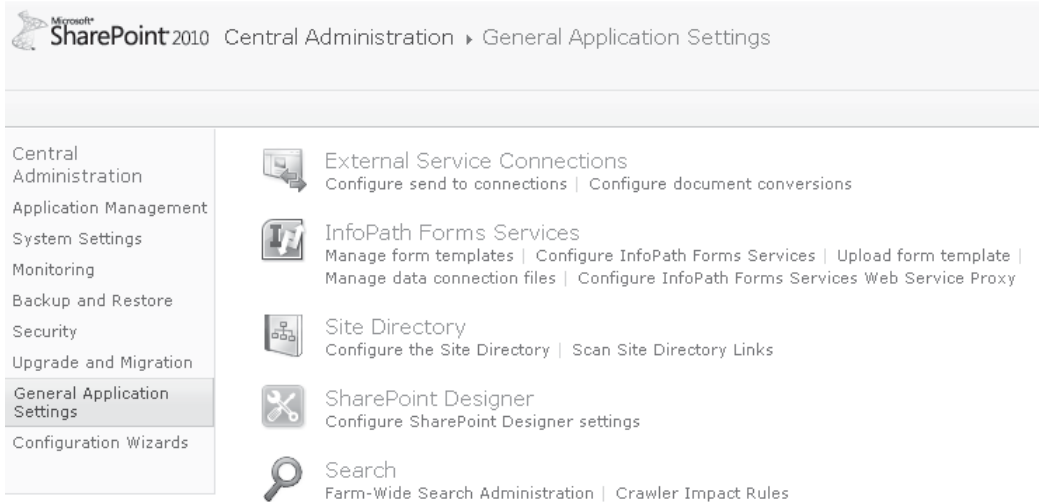 Microsoft
SharePoint 2010 Central Administration ▸ General Application Settings
Central
Administration
Application Management
System Settings
Monitoring
Backup and Restore
Security
Upgrade and Migration
General Application
Settings
Configuration Wizards
External Service Connections
Configure send to connections | Configure document conversions
InfoPath Forms Services
Manage form templates | Configure InfoPath Forms Services | Upload form template |
Manage data connection files | Configure InfoPath Forms Services Web Service Proxy
Site Directory
Configure the Site Directory | Scan Site Directory Links
SharePoint Designer
Configure SharePoint Designer settings
Search
Farm-Wide Search Administration | Crawler Impact Rules